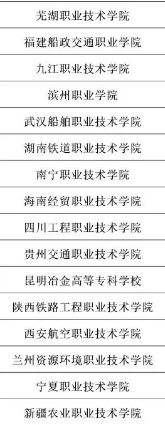 芜湖职业技术学院
福建船政交通职业学院
九江职业技术学院
滨州职业学院
武汉船舶职业技术学院
湖南铁道职业技术学院
南宁职业技术学院
海南经贸职业技术学院
四川工程职业技术学院
贵州交通职业技术学院
昆明冶金高等专科学校
陕西铁路工程职业技术学院
西安航空职业技术学院
兰州资源环境职业技术学院
宁夏职业技术学院
新疆农业职业技术学院